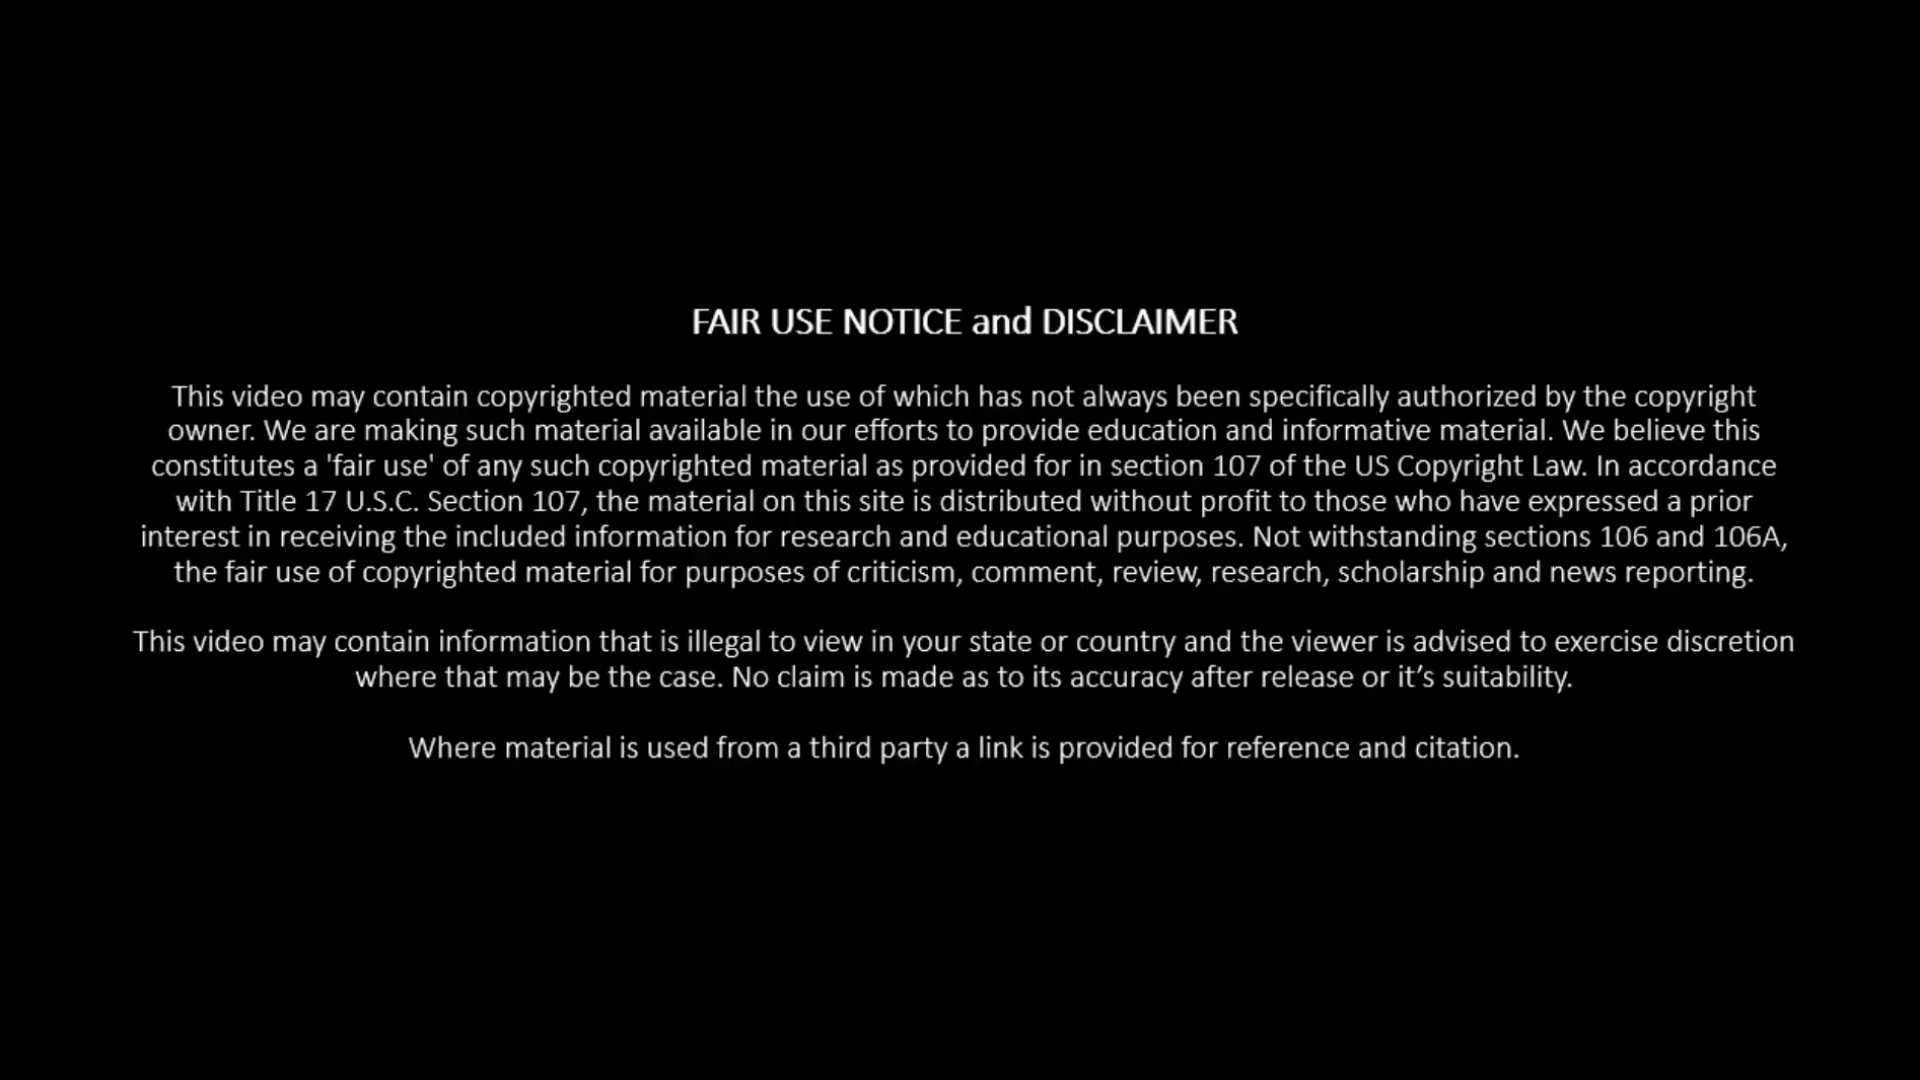 FAIR USE NOTICE and DISCLAIMER
This video may contain copyrighted material the use of which has not always been specifically authorized by the copyright
owner. We are making such material available in our efforts to provide education and informative material. We believe this
constitutes a 'fair use' of any such copyrighted material as provided for in section 107 of the US Copyright Law. In accordance
with Title 17 U.S.C. Section 107, the material on this site is distributed without profit to those who have expressed a prior
interest in receiving the included information for research and educational purposes. Not withstanding sections 106 and 106A,
the fair use of copyrighted material for purposes of criticism, comment, review, research, scholarship and news reporting.
This video may contain information that is illegal to view in your state or country and the viewer is advised to exercise discretion
where that may be the case. No claim is made as to its accuracy after release or it’s suitability.
Where material is used from a third party a link is provided for reference and citation.